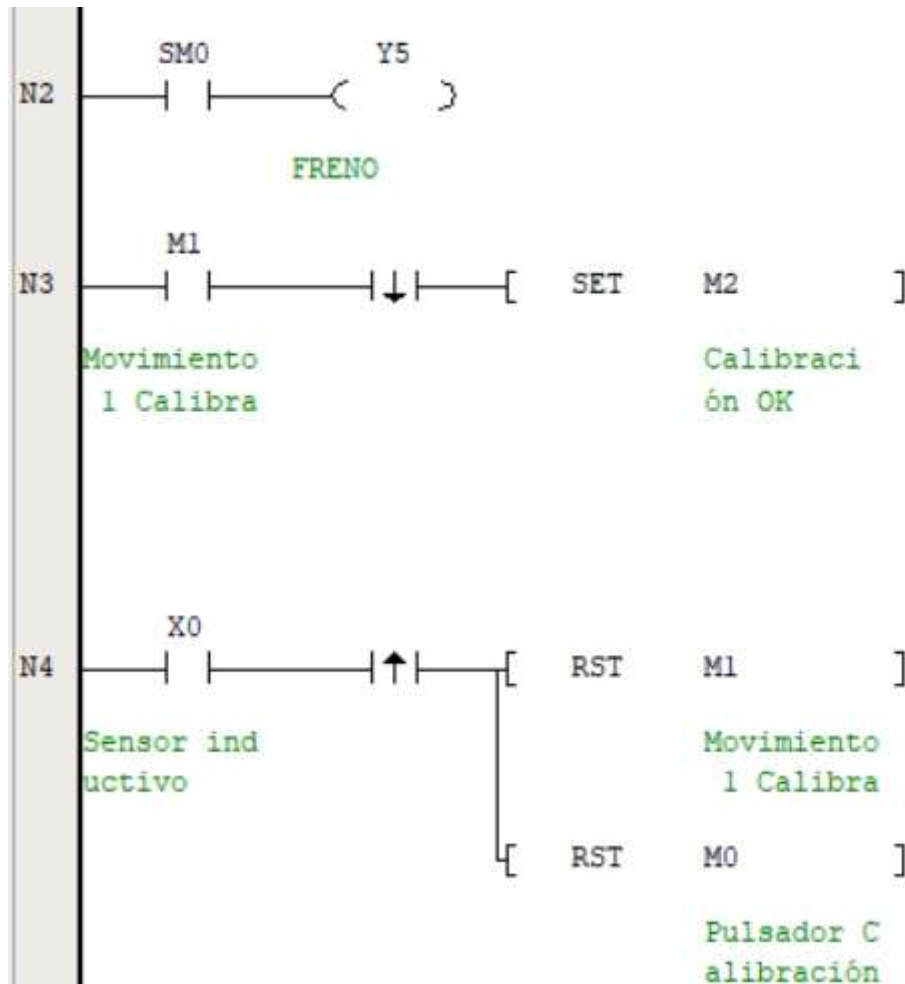 SM0 Y5
N2
FRENO
M1
N3 SET M2
Movimiento Calibraci
1 Calibra ón OK
X0
N4 RST M1
Sensor ind Movimiento
uctivo 1 Calibra
RST M0
Pulsador C
alibración